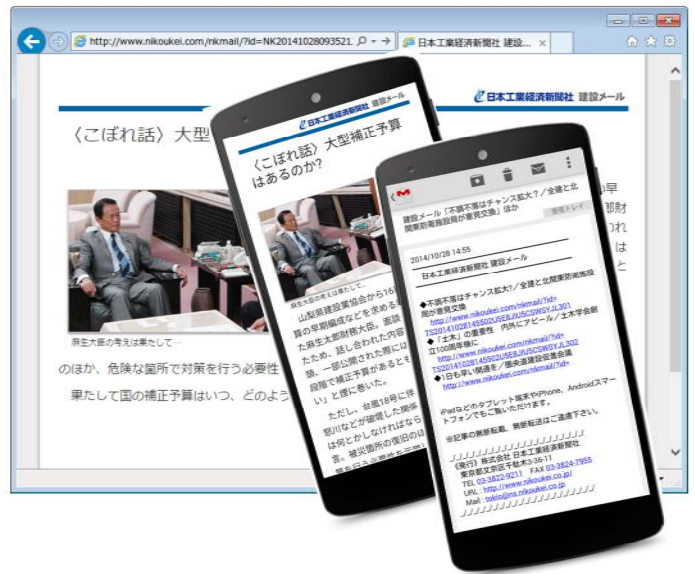 http://www.nikoukei.com/nkmail/?id=NK20141028093521.
日本工業経済新聞社 建設...
日本工業経済新聞社 建設メール
〈こぼれ話〉大型
麻生大臣の考えは果たして…
のほか、危険な箇所で対策を行う必要性
果たして国の補正予算はいつ、どのよう
日本工業経済新聞社 建設メール
〈こぼれ話〉大型補正予算
はあるのか?
麻生大臣の考えは果たして…
山梨県建設業協会から16
算の早期編成などを求める
た麻生太郎財務大臣。面談
たため、話し合われた内容
頭、一部公開された際には
段階で補正予算があるとも
い」と煙に巻いた。
ただし、台風18号に伴
怒川などが破堤した関係
は何とかしなければなら
言。被災箇所の復旧のほ
建設メール「不調不落はチャンス拡大?／全建と北
関東防衛施設局が意見交換」ほか
受信トレイ
2014/10/28 14:55
日本工業経済新聞社 建設メール
◆不調不落はチャンス拡大?／全建と北関東防衛施設
局が意見交換
http://www.nikoukei.com/nkmail/?id=
TS20141028145502U5E8JIU5CSWSYJL301
◆「土木」の重要性 内外にアピール／土木学会創
立100周年機に
http://www.nikoukei.com/nkmail/?id=
TS20141028145502U5E8JIU5CSWSYJL302
◆1日も早い開通を／圏央道建設促進会議
http://www.nikoukei.com/nkmail/?id=
iPadなどのタブレット端末やiPhone、Androidスマー
トフォンでもご覧いただけます。
※記事の無断転載、無断転送はご遠慮下さい。
《発行》株式会社 日本工業経済新聞社
東京都文京区千駄木3-36-11
TEL 03-3822-9211 FAX 03-3824-7955
URL : http://www.nikoukei.co.jp/
Mail : tokio@ns.nikoukei.co.jp